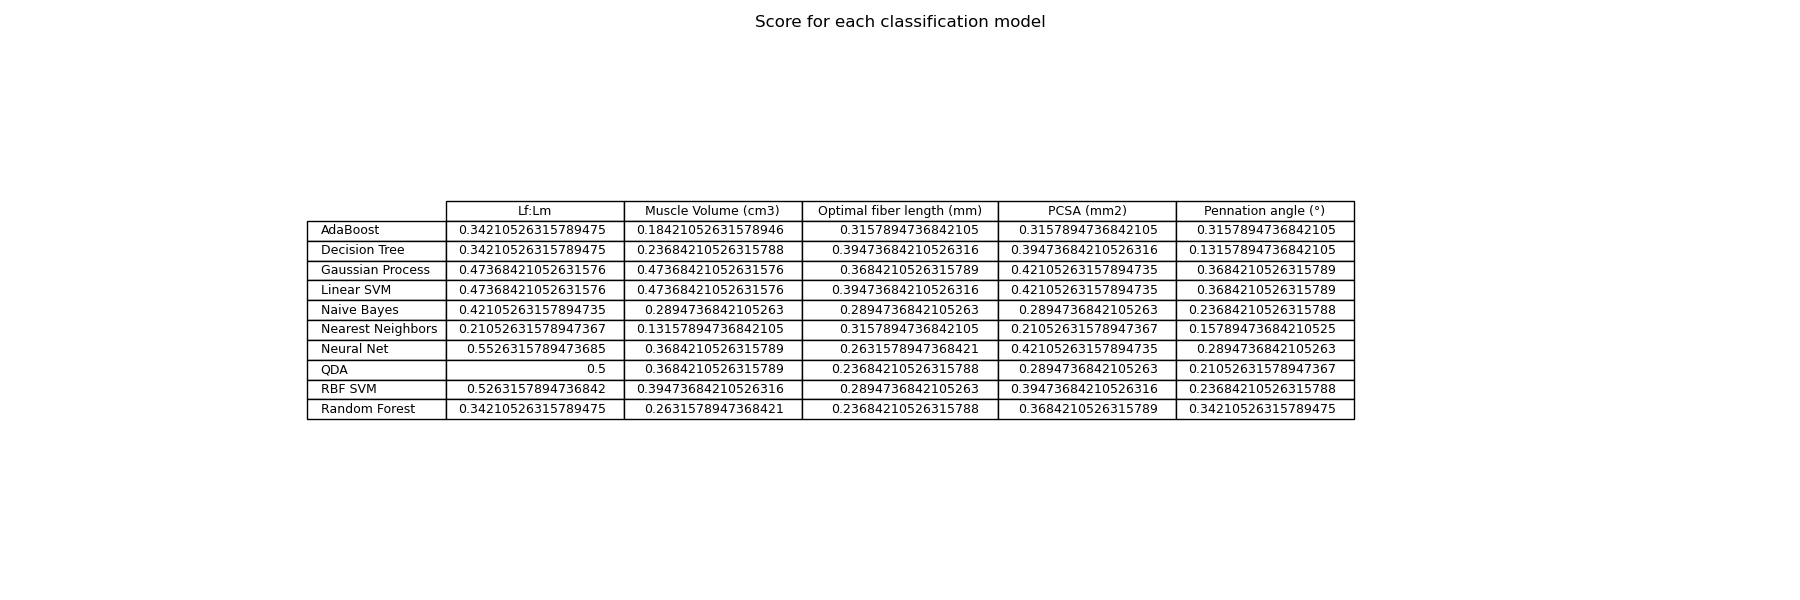 Score for each classification model
Lf:Lm Muscle Volume (cm3) Optimal fiber length (mm) PCSA (mm2) Pennation angle (°)
AdaBoost 0.34210526315789475 0.18421052631578946 0.3157894736842105 0.3157894736842105 0.3157894736842105
Decision Tree 0.34210526315789475 0.23684210526315788 0.39473684210526316 0.39473684210526316 0.13157894736842105
Gaussian Process 0.47368421052631576 0.47368421052631576 0.3684210526315789 0.42105263157894735 0.3684210526315789
Linear SVM 0.47368421052631576 0.47368421052631576 0.39473684210526316 0.42105263157894735 0.3684210526315789
Naive Bayes 0.42105263157894735 0.2894736842105263 0.2894736842105263 0.2894736842105263 0.23684210526315788
Nearest Neighbors 0.21052631578947367 0.13157894736842105 0.3157894736842105 0.21052631578947367 0.15789473684210525
Neural Net 0.5526315789473685 0.3684210526315789 0.2631578947368421 0.42105263157894735 0.2894736842105263
QDA 0.5 0.3684210526315789 0.23684210526315788 0.2894736842105263 0.21052631578947367
RBF SVM 0.5263157894736842 0.39473684210526316 0.2894736842105263 0.39473684210526316 0.23684210526315788
Random Forest 0.34210526315789475 0.2631578947368421 0.23684210526315788 0.3684210526315789 0.34210526315789475